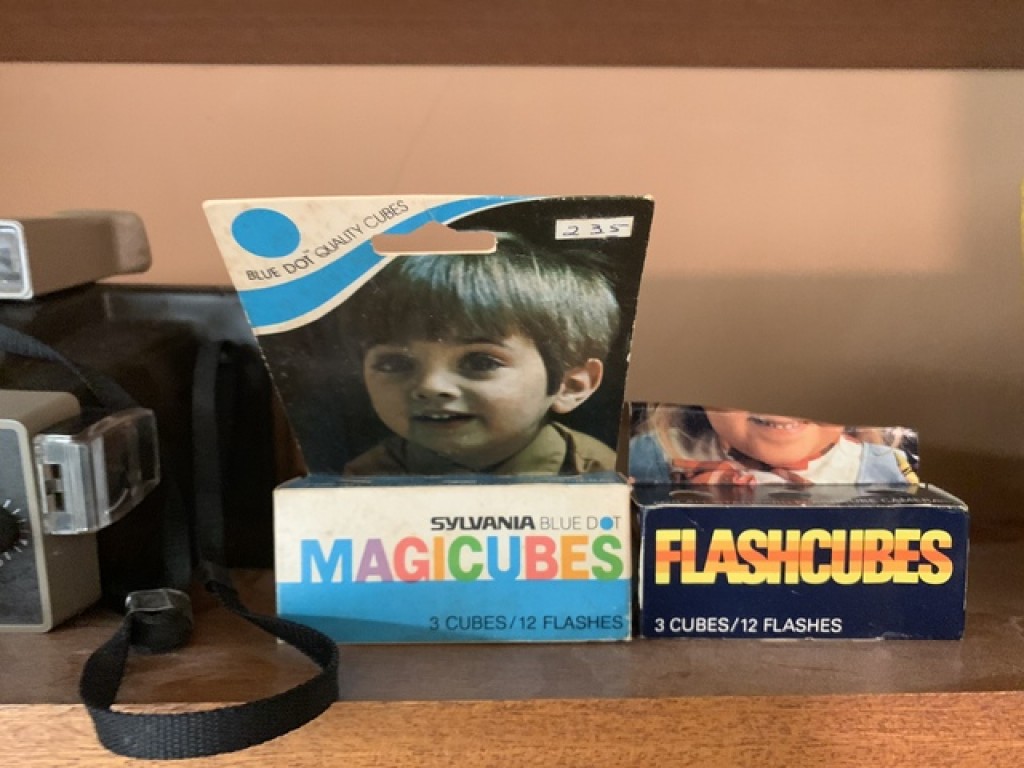 BLUE DOT QUALITY CUBES
2 35
SYLVANIA BLUE DOT
MAGICUBES
3 CUBES/12 FLASHES
FLASHCUBES
3 CUBES/12 FLASHES